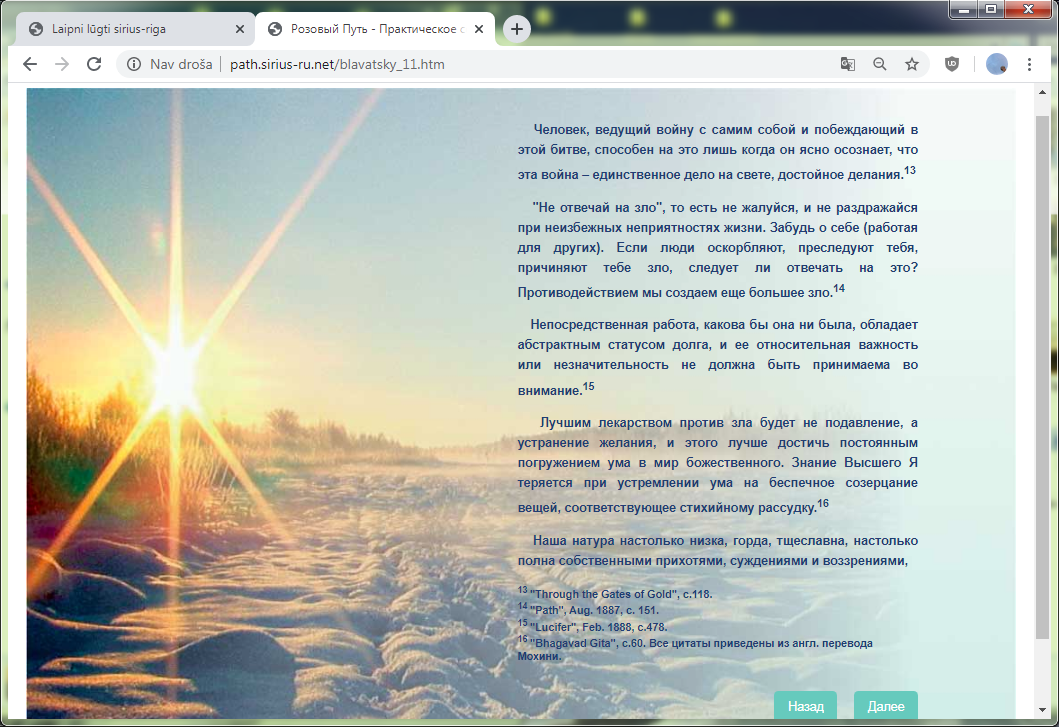 Laipni lūgti sirius-riga
Розовый Путь - Практическое с
Nav droša
path.sirius-ru.net/blavatsky_11.htm
Человек, ведущий войну с самим собой и побеждающий в
этой битве, способен на это лишь когда он ясно осознает, что
эта война – единственное дело на свете, достойное делания.13
"Не отвечай на зло", то есть не жалуйся, и не раздражайся
при неизбежных неприятностях жизни. Забудь о себе (работая
для других). Если люди оскорбляют, преследуют тебя,
причиняют тебе зло, следует ли отвечать на это?
Противодействием мы создаем еще большее зло.14
Непосредственная работа, какова бы она ни была, обладает
абстрактным статусом долга, и ее относительная важность
или незначительность не должна быть принимаема во
внимание.15
Лучшим лекарством против зла будет не подавление, а
устранение желания, и этого лучше достичь постоянным
погружением ума в мир божественного. Знание Высшего Я
теряется при устремлении ума на беспечное созерцание
вещей, соответствующее стихийному рассудку.16
Наша натура настолько низка, горда, тщеславна, настолько
полна собственными прихотями, суждениями и воззрениями,
13 "Through the Gates of Gold", с.118.
14 "Path", Aug. 1887, с. 151.
15 "Lucifer", Feb. 1888, с.478.
16 "Bhagavad Gita", с.60. Все цитаты приведены из англ. перевода
Мохини.
Назад
Далее